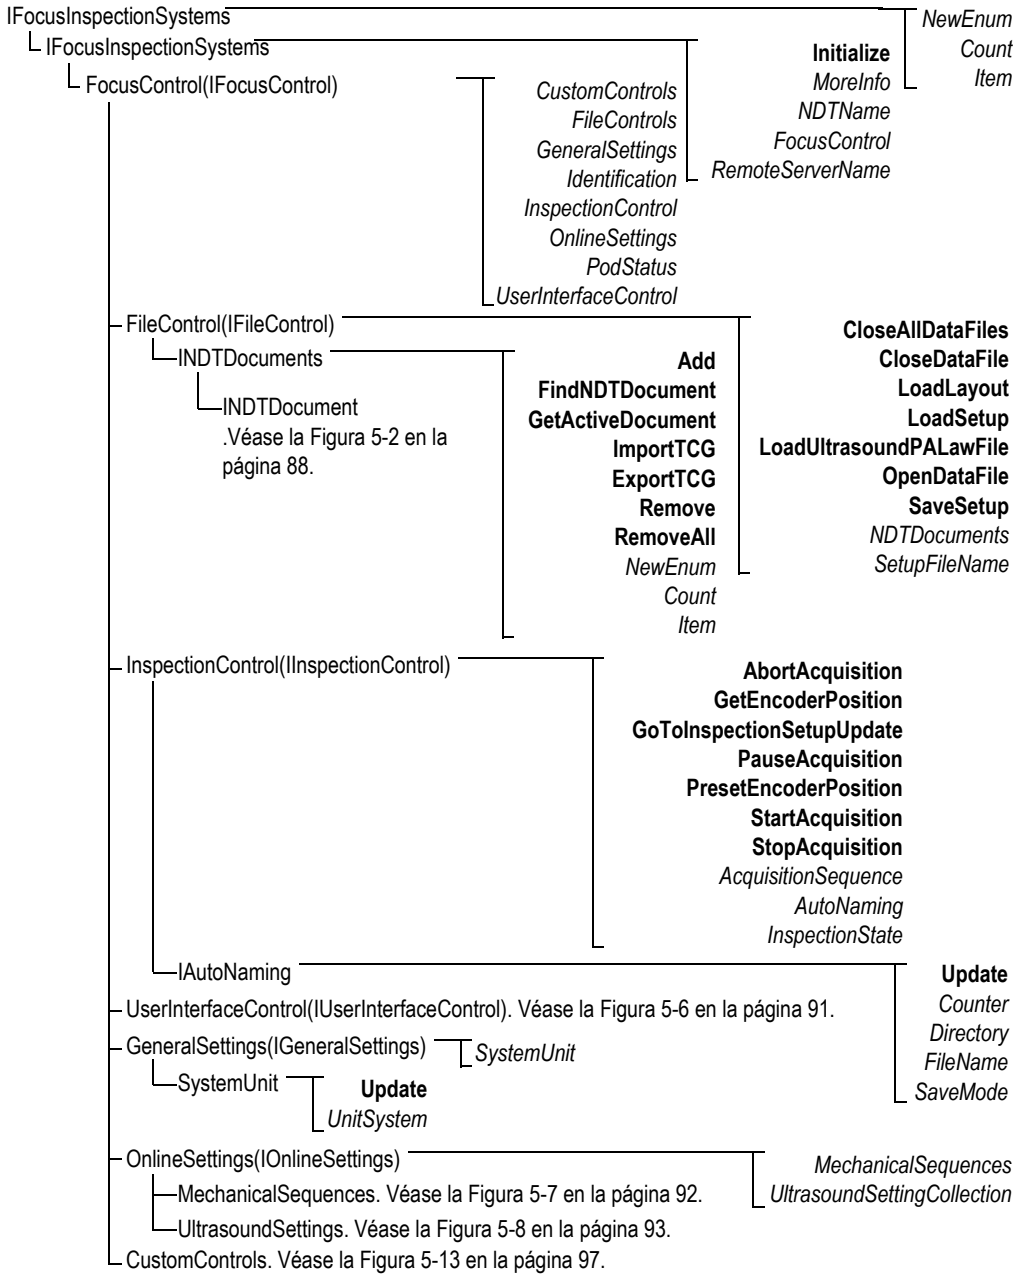 IFocusInspectionSystems
NewEnum
Count
Item
IFocusInspectionSystems
Initialize
MoreInfo
NDTName
FocusControl
RemoteServerName
FocusControl(IFocusControl)
CustomControls
FileControls
GeneralSettings
Identification
InspectionControl
OnlineSettings
PodStatus
UserInterfaceControl
FileControl(IFileControl)
CloseAllDataFiles
CloseDataFile
LoadLayout
LoadSetup
LoadUltrasoundPALawFile
OpenDataFile
SaveSetup
NDTDocuments
SetupFileName
INDTDocuments
Add
FindNDTDocument
GetActiveDocument
ImportTCG
ExportTCG
Remove
RemoveAll
NewEnum
Count
Item
INDTDocument
.Véase la Figura 5-2 en la
página 88.
InspectionControl(IInspectionControl)
AbortAcquisition
GetEncoderPosition
GoToInspectionSetupUpdate
PauseAcquisition
PresetEncoderPosition
StartAcquisition
StopAcquisition
AcquisitionSequence
AutoNaming
InspectionState
IAutoNaming
Update
Counter
Directory
FileName
SaveMode
UserInterfaceControl(IUserInterfaceControl). Véase la Figura 5-6 en la página 91.
GeneralSettings(IGeneralSettings)
SystemUnit
SystemUnit
Update
UnitSystem
OnlineSettings(IOnlineSettings)
MechanicalSequences
UltrasoundSettingCollection
MechanicalSequences. Véase la Figura 5-7 en la página 92.
UltrasoundSettings. Véase la Figura 5-8 en la página 93.
CustomControls. Véase la Figura 5-13 en la página 97.